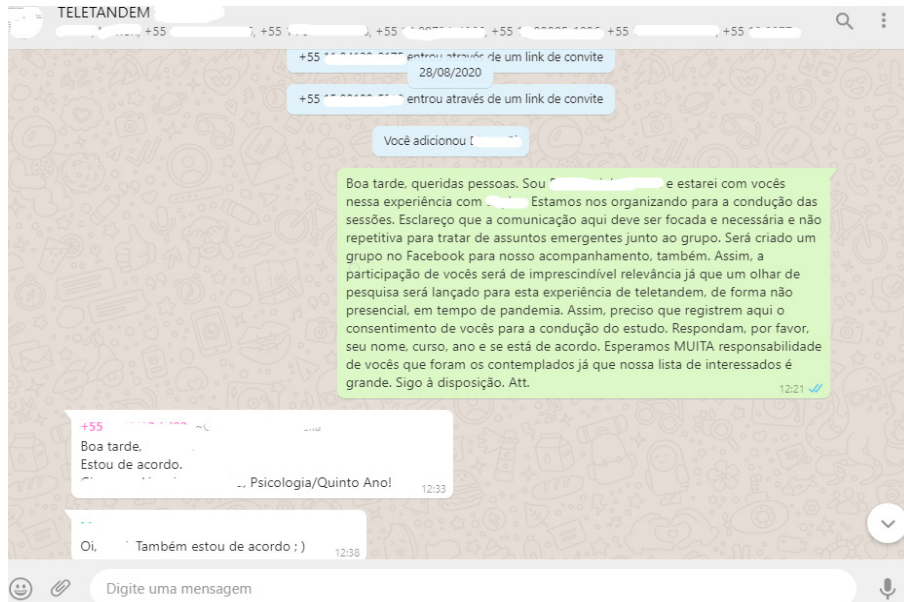 TELETANDEM
+55 , +55 , +55 , +55 +55 , +55
+55 entrou através de um link de convite
28/08/2020
+55 entrou através de um link de convite
Você adicionou
Boa tarde, queridas pessoas. Sou e estarei com vocês
nessa experiência com Estamos nos organizando para a condução das
sessões. Esclareço que a comunicação aqui deve ser focada e necessária e não
repetitiva para tratar de assuntos emergentes junto ao grupo. Será criado um
grupo no Facebook para nosso acompanhamento, também. Assim, a
participação de vocês será de imprescindível relevância já que um olhar de
pesquisa será lançado para esta experiência de teletandem, de forma não
presencial, em tempo de pandemia. Assim, preciso que registrem aqui o
consentimento de vocês para a condução do estudo. Respondam, por favor,
seu nome, curso, ano e se está de acordo. Esperamos MUITA responsabilidade
de vocês que foram os contemplados já que nossa lista de interessados é
grande. Sigo à disposição. Att.
12:21
+55 ~
Boa tarde,
Estou de acordo.
, Psicologia/Quinto Ano!
12:33
Oi, Também estou de acordo ; )
12:38
Digite uma mensagem